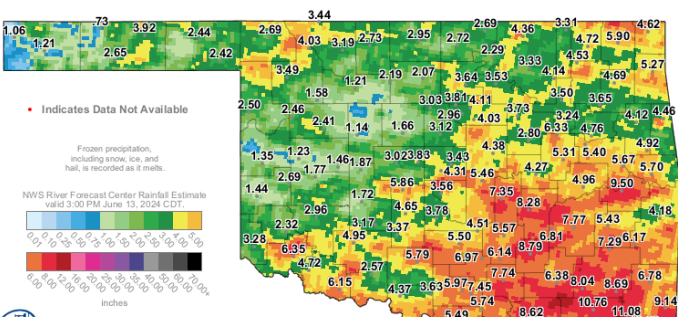 3.44
1.06 .73 3.92 2.44 2.69 2.95 2.69 4.36 3.31 4.62
1.21 2.65 2.42 4.03 3.19 2.73 2.72 2.29 4.72 5.90
3.49 1.21 2.19 2.07 3.64 3.53 3.33 4.53 4.14 4.69 5.27
1.58 3.03 3.81 4.11 3.50 3.65
2.50 2.46 2.96 4.03 3.73 3.24 4.12 4.46
• Indicates Data Not Available
2.41 1.14 1.66 3.12 2.80 6.33 4.76
Frozen precipitation,
including snow, ice, and
hail, is recorded as it melts.
1.35 1.23 1.46 1.87 3.02 3.83 3.43 4.38 5.31 5.40 4.92
2.69 1.77 4.31 5.46 4.27 5.67 5.70
1.44 1.72 5.86 3.56 7.35 4.96 9.50
NWS River Forecast Center Rainfall Estimate
valid 3:00 PM June 13, 2024 CDT.
2.96 4.65 3.78 8.28 4.18
2.32 3.17 3.37 4.51 5.57 7.77 5.43
0.01 0.10 0.25 0.50 0.75 1.00 1.50 2.00 2.50 3.00 4.00 5.00
3.28 4.95 5.50 6.81 7.29 6.17
6.35 5.79 6.97 6.14 8.79
4.72 2.57 7.74 6.38 8.04 8.69 6.78
6.00 8.00 12.00 16.00 20.00 25.00 30.00 35.00 40.00 50.00 60.00 70.00+
6.15 4.37 3.63 5.97 7.45
inches
5.74 10.76 9.14
5.49 8.62 11.08